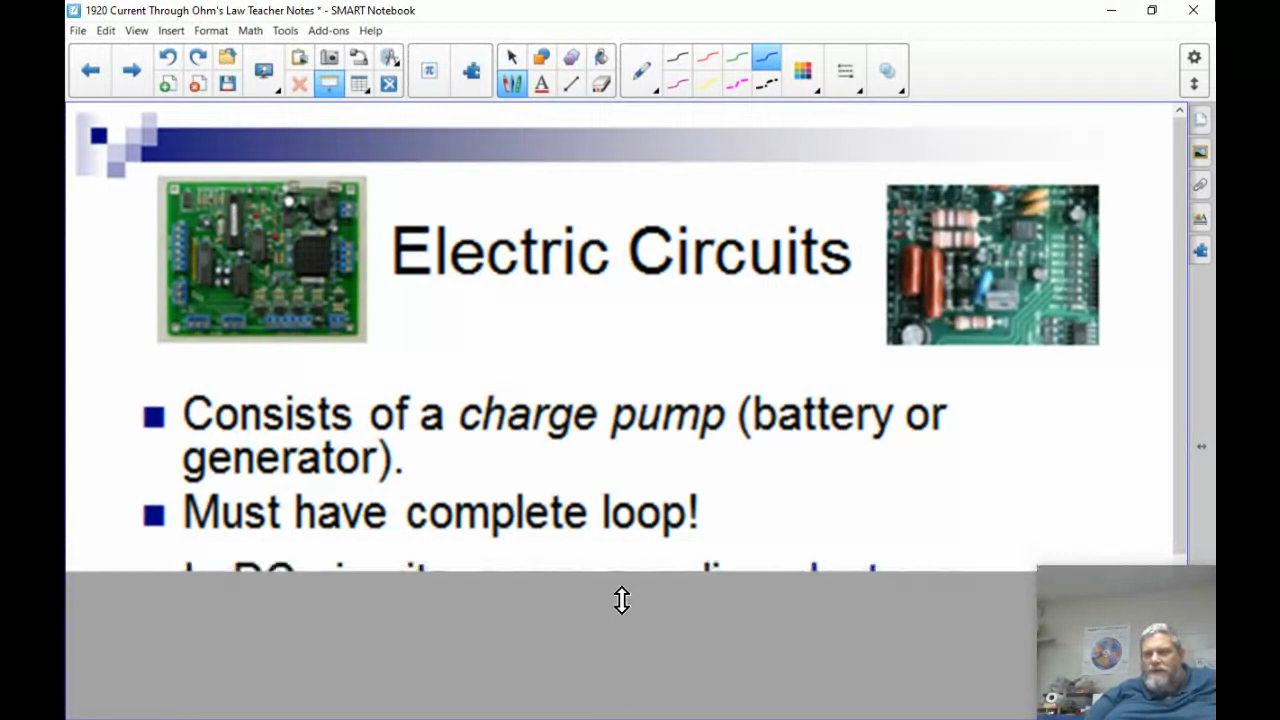 1920 Current Through Ohm's Law Teacher Notes * - SMART Notebook
File Edit View Insert Format Math Tools Add-ons Help
Electric Circuits
Consists of a charge pump (battery or
generator).
Must have complete loop!